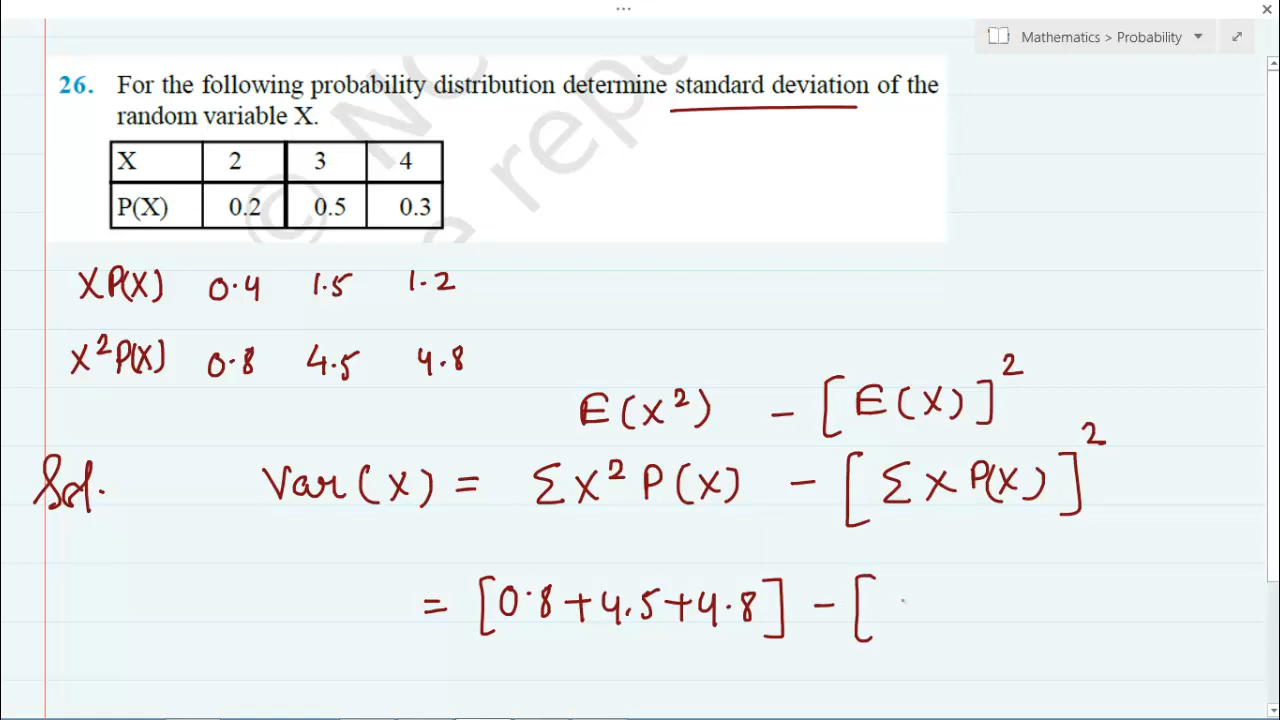 Mathematics > Probability
26. For the following probability distribution determine standard deviation of the
random variable X.
X 2 3 4
P(X) 0.2 0.5 0.3
XP(X) 0.4 1.5 1.2
X²P(X) 0.8 4.5 4.8
E(X²) - [E(X)]²
Sol. Var(X) = ΣX²P(X) - [ΣXP(X)]²
= [0.8+4.5+4.8] - [